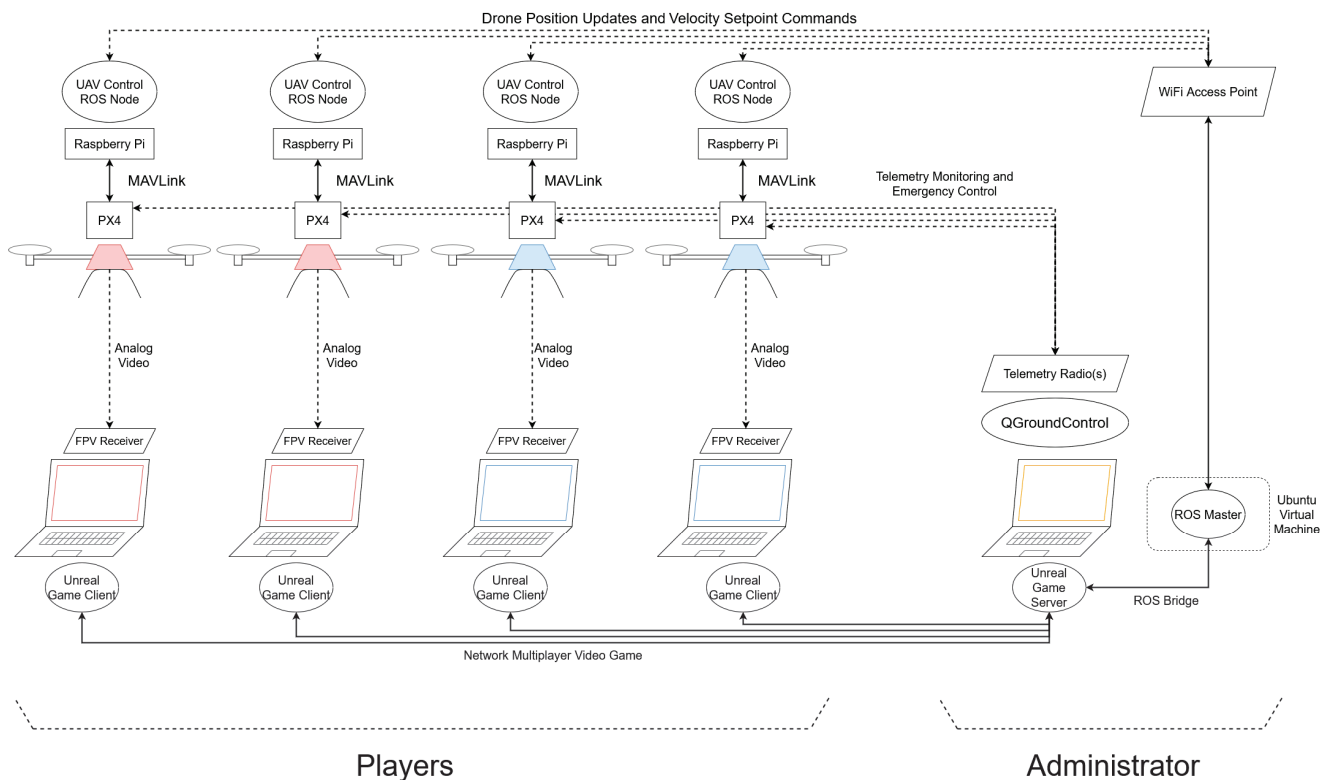 Drone Position Updates and Velocity Setpoint Commands
UAV Control
ROS Node
UAV Control
ROS Node
UAV Control
ROS Node
UAV Control
ROS Node
WiFi Access Point
Raspberry Pi
Raspberry Pi
Raspberry Pi
Raspberry Pi
MAVLink
MAVLink
MAVLink
MAVLink
Telemetry Monitoring and
Emergency Control
PX4
PX4
PX4
PX4
Analog
Video
Analog
Video
Analog
Video
Analog
Video
Telemetry Radio(s)
FPV Receiver
FPV Receiver
FPV Receiver
FPV Receiver
QGroundControl
ROS Master
Ubuntu
Virtual
Machine
Unreal
Game Client
Unreal
Game Client
Unreal
Game Client
Unreal
Game Client
Unreal
Game
Server
ROS Bridge
Network Multiplayer Video Game
Players
Administrator